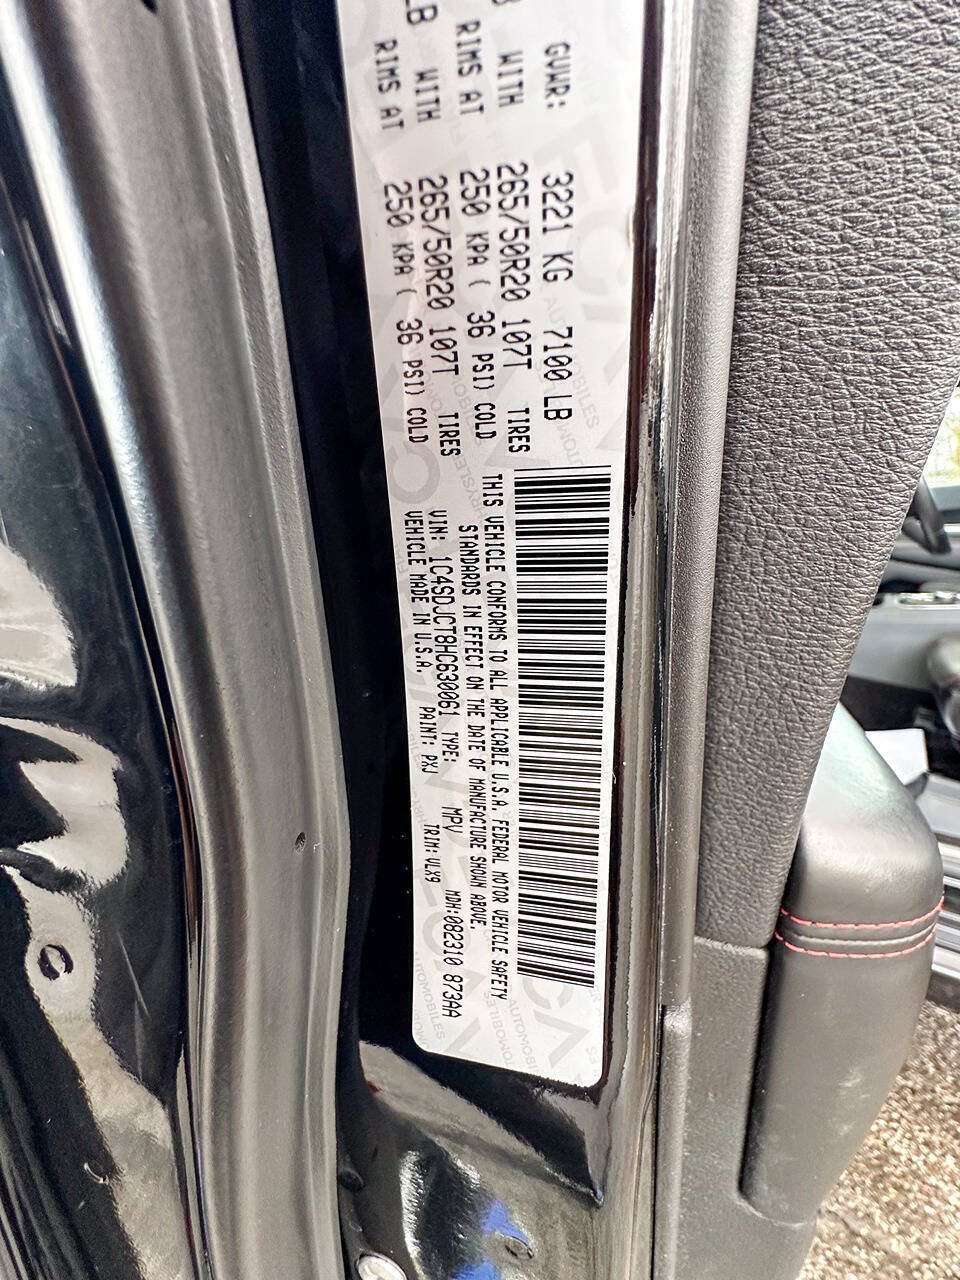 GVWR: 3221 KG 7100 LB
WITH 265/50R20 107T TIRES
RIMS AT 250 KPA ( 36 PSI) COLD
LB WITH 265/50R20 107T TIRES
RIMS AT 250 KPA ( 36 PSI) COLD
THIS VEHICLE CONFORMS TO ALL APPLICABLE U.S.A. FEDERAL MOTOR VEHICLE SAFETY
STANDARDS IN EFFECT ON THE DATE OF MANUFACTURE SHOWN ABOVE.
VIN: 1C4SDJCT8HC630061 TYPE: MPV MDH:082310 873AA
VEHICLE MADE IN U.S.A. PAINT: PXJ TRIM: VLX9